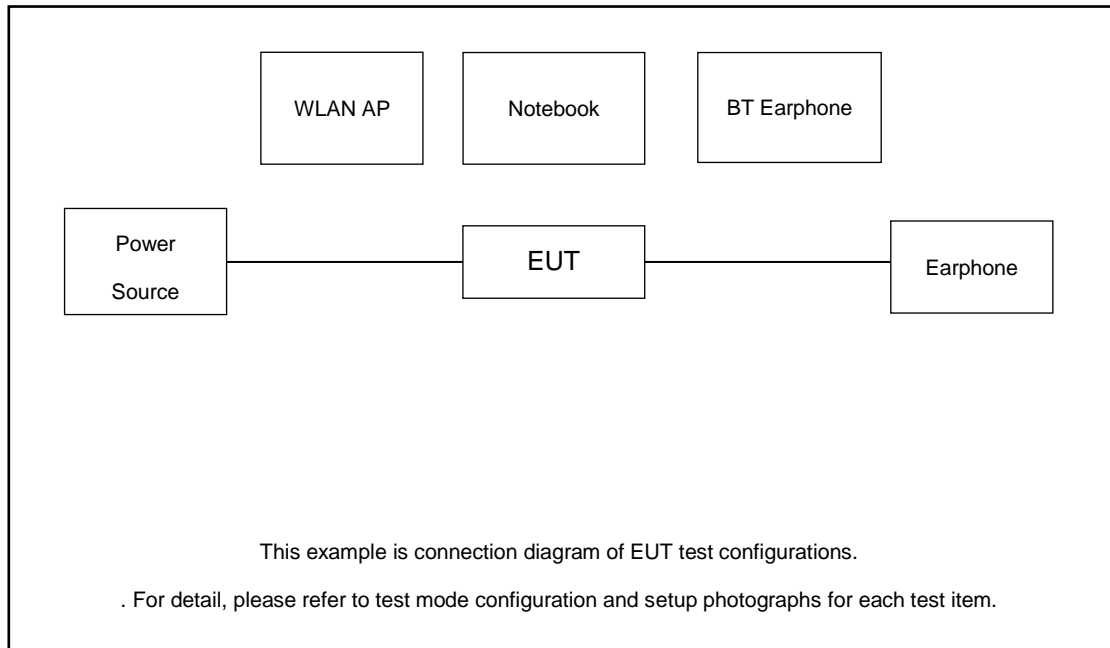 WLAN AP
Notebook
BT Earphone
Power
Source
EUT
Earphone
This example is connection diagram of EUT test configurations.
. For detail, please refer to test mode configuration and setup photographs for each test item.